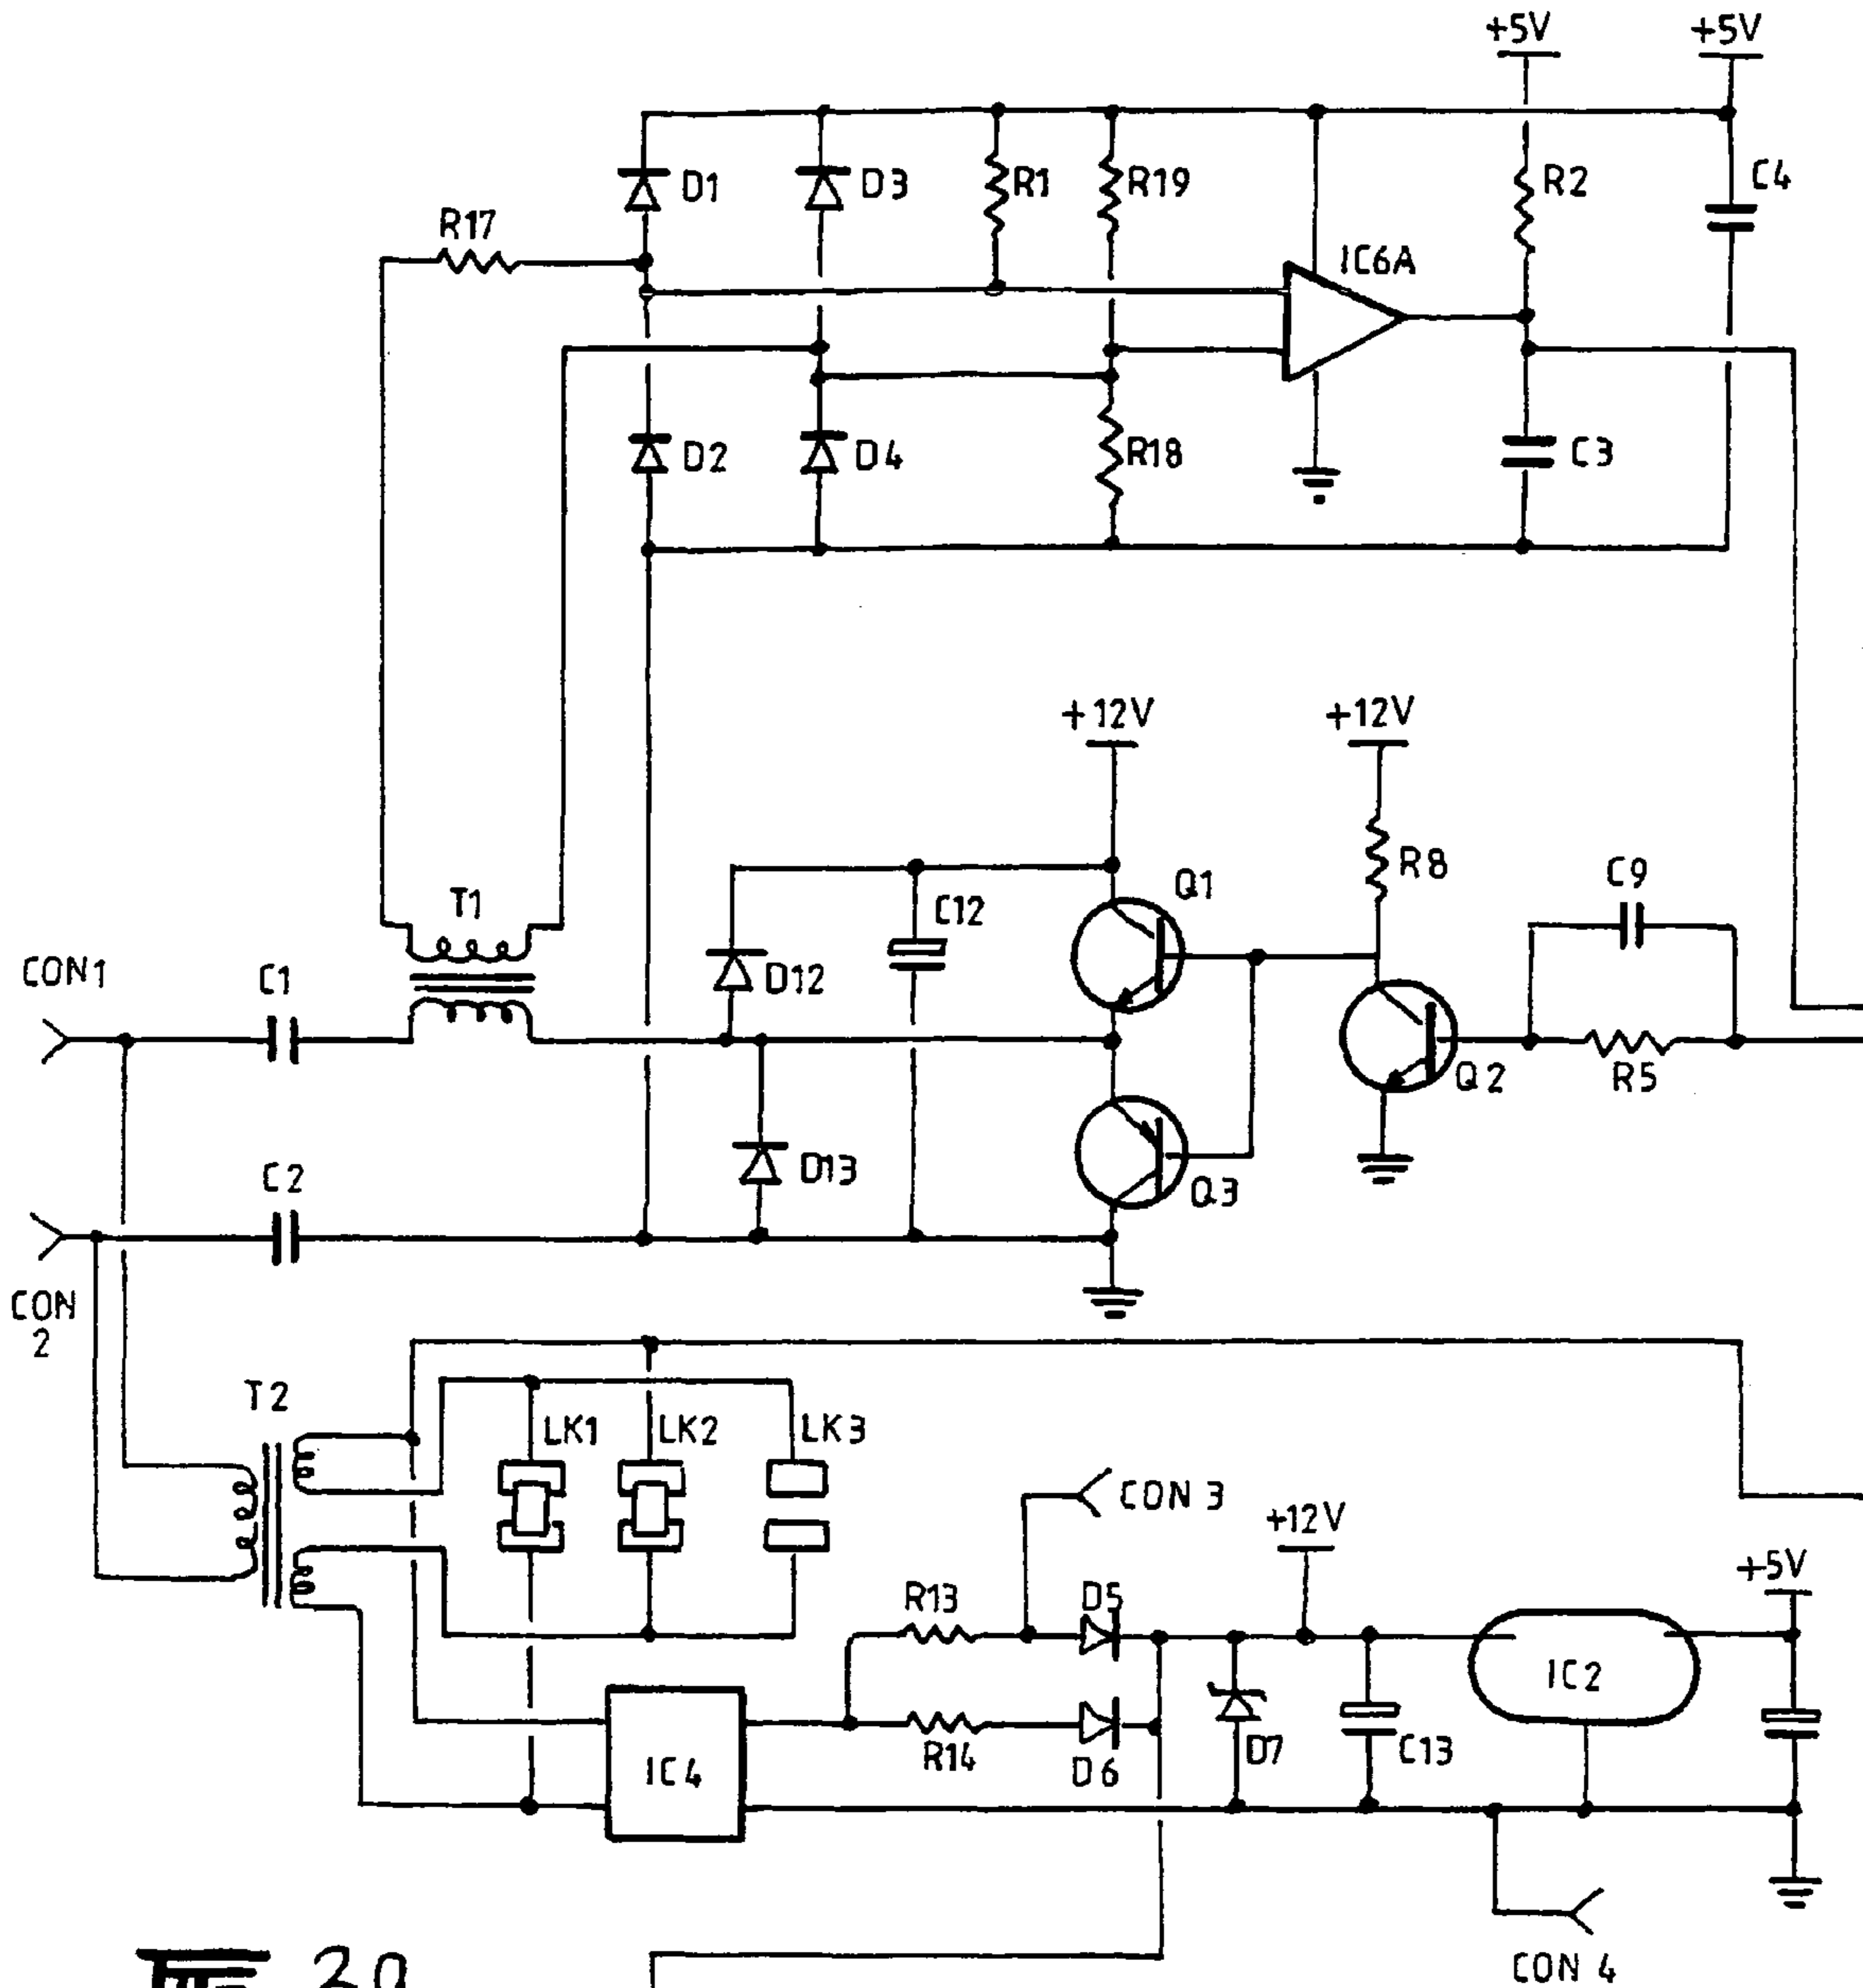 +5V
+5V
D1
D3
R1
R19
R2
C4
R17
IC6A
D2
D4
R18
C3
+12V
+12V
T1
C12
Q1
R8
C9
CON1
C1
D12
Q2
R5
C2
D13
Q3
CON
2
T2
LK1
LK2
LK3
CON 3
+12V
+5V
R13
D5
IC2
IC4
R14
D6
D7
C13
CON 4